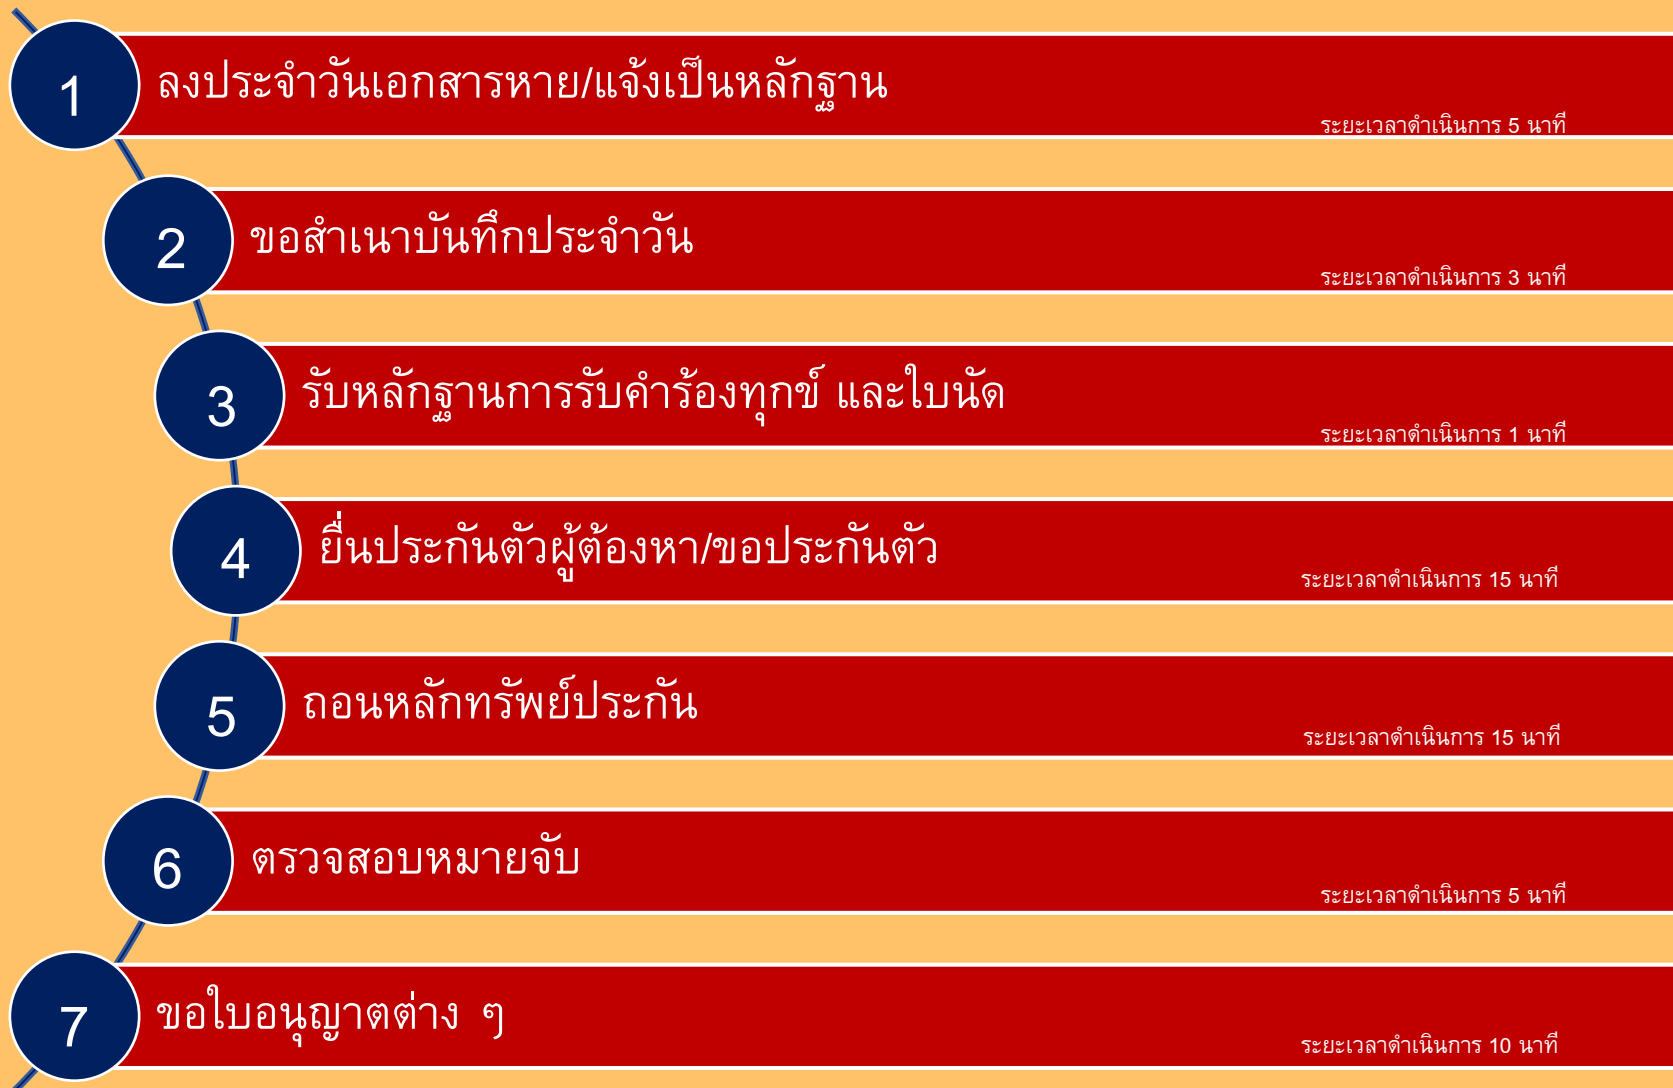 1
ลงประจำวันเอกสารหาย/แจ้งเป็นหลักฐาน
ระยะเวลาดำเนินการ 5 นาที
2
ขอสำเนาบันทึกประจำวัน
ระยะเวลาดำเนินการ 3 นาที
3
รับหลักฐานการรับคำร้องทุกข์ และใบนัด
ระยะเวลาดำเนินการ 1 นาที
4
ยื่นประกันตัวผู้ต้องหา/ขอประกันตัว
ระยะเวลาดำเนินการ 15 นาที
5
ถอนหลักทรัพย์ประกัน
ระยะเวลาดำเนินการ 15 นาที
6
ตรวจสอบหมายจับ
ระยะเวลาดำเนินการ 5 นาที
7
ขอใบอนุญาตต่าง ๆ
ระยะเวลาดำเนินการ 10 นาที